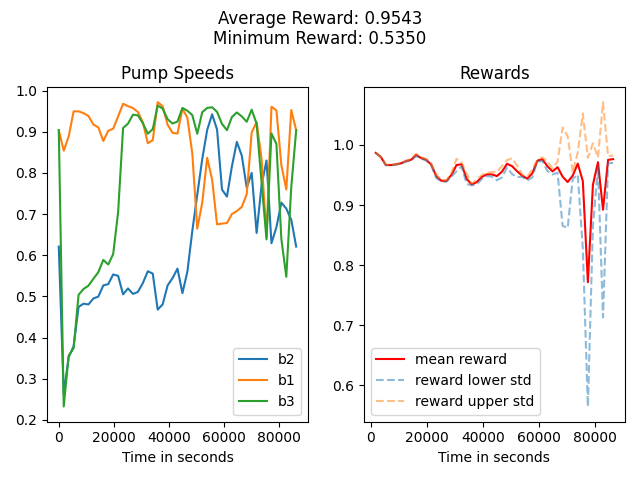 Average Reward: 0.9543
Minimum Reward: 0.5350
Pump Speeds
1.0
0.9
0.8
0.7
0.6
0.5
0.4
0.3
0.2
0
20000
40000
60000
80000
Time in seconds
b2
b1
b3
Rewards
1.0
0.9
0.8
0.7
0.6
0
20000
40000
60000
80000
Time in seconds
mean reward
reward lower std
reward upper std